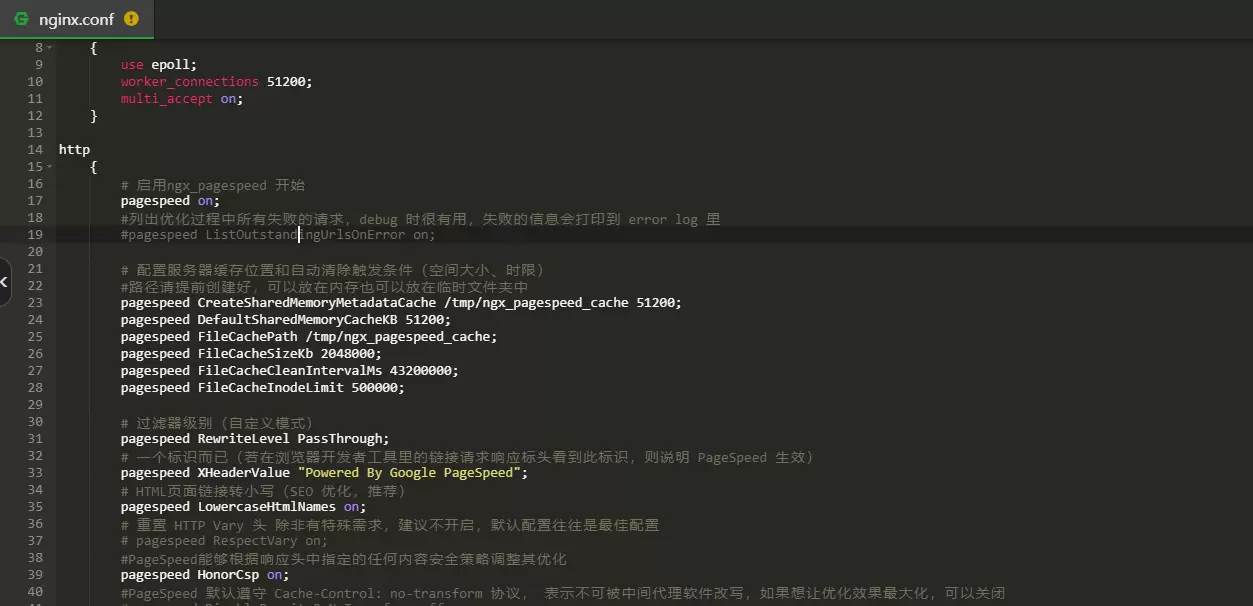 nginx.conf
8 {
9 use epoll;
10 worker_connections 51200;
11 multi_accept on;
12 }
13
14 http
15 {
16 # 启用ngx_pagespeed 开始
17 pagespeed on;
18 #列出优化过程中所有失败的请求，debug 时很有用，失败的信息会打印到 error log 里
19 #pagespeed ListOutstandingUrlsOnError on;
20
21 # 配置服务器缓存位置和自动清除触发条件（空间大小、时限）
22 #路径请提前创建好，可以放在内存也可以放在临时文件夹中
23 pagespeed CreateSharedMemoryMetadataCache /tmp/ngx_pagespeed_cache 51200;
24 pagespeed DefaultSharedMemoryCacheKB 51200;
25 pagespeed FileCachePath /tmp/ngx_pagespeed_cache;
26 pagespeed FileCacheSizeKb 2048000;
27 pagespeed FileCacheCleanIntervalMs 43200000;
28 pagespeed FileCacheInodeLimit 500000;
29
30 # 过滤器级别（自定义模式）
31 pagespeed RewriteLevel PassThrough;
32 # 一个标识而已（若在浏览器开发者工具里的链接请求响应标头看到此标识，则说明 PageSpeed 生效）
33 pagespeed XHeaderValue "Powered By Google PageSpeed";
34 # HTML页面链接转小写（SEO 优化，推荐）
35 pagespeed LowercaseHtmlNames on;
36 # 重置 HTTP Vary 头 除非有特殊需求，建议不开启，默认配置往往是最佳配置
37 # pagespeed RespectVary on;
38 #PageSpeed能够根据响应头中指定的任何内容安全策略调整其优化
39 pagespeed HonorCsp on;
40 #PageSpeed 默认遵守 Cache-Control: no-transform 协议， 表示不可被中间代理软件改写，如果想让优化效果最大化，可以关闭